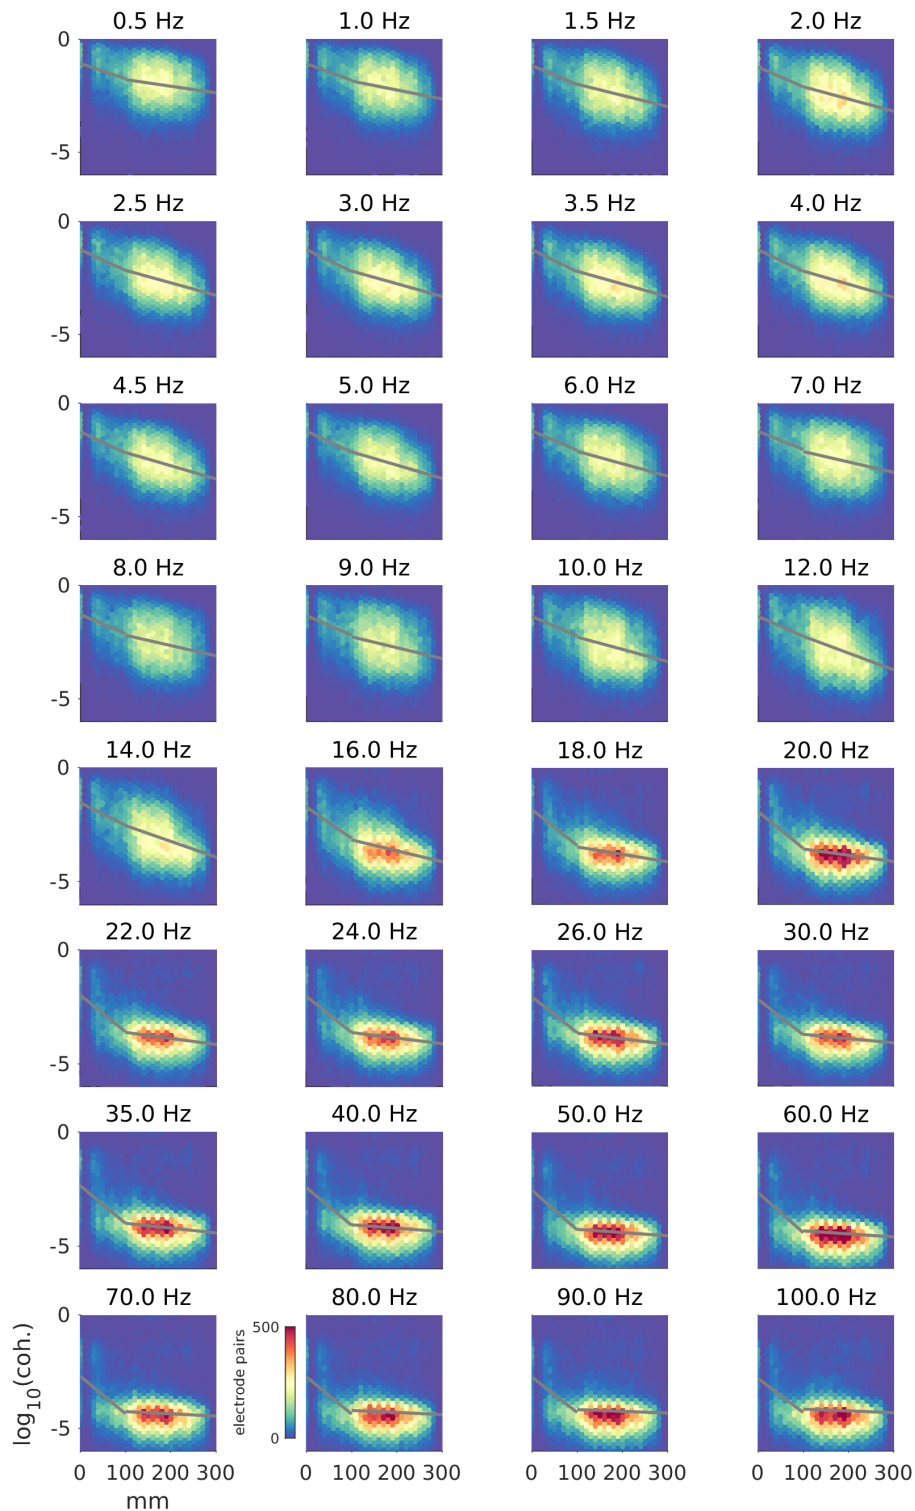 0.5 Hz 1.0 Hz 1.5 Hz 2.0 Hz
0
-5
2.5 Hz 3.0 Hz 3.5 Hz 4.0 Hz
0
-5
4.5 Hz 5.0 Hz 6.0 Hz 7.0 Hz
0
-5
8.0 Hz 9.0 Hz 10.0 Hz 12.0 Hz
0
-5
14.0 Hz 16.0 Hz 18.0 Hz 20.0 Hz
0
-5
22.0 Hz 24.0 Hz 26.0 Hz 30.0 Hz
0
-5
35.0 Hz 40.0 Hz 50.0 Hz 60.0 Hz
0
-5
70.0 Hz 80.0 Hz 90.0 Hz 100.0 Hz
0
-5
log10(coh.)
500
0
electrode pairs
0 100 200 300 0 100 200 300 0 100 200 300 0 100 200 300
mm